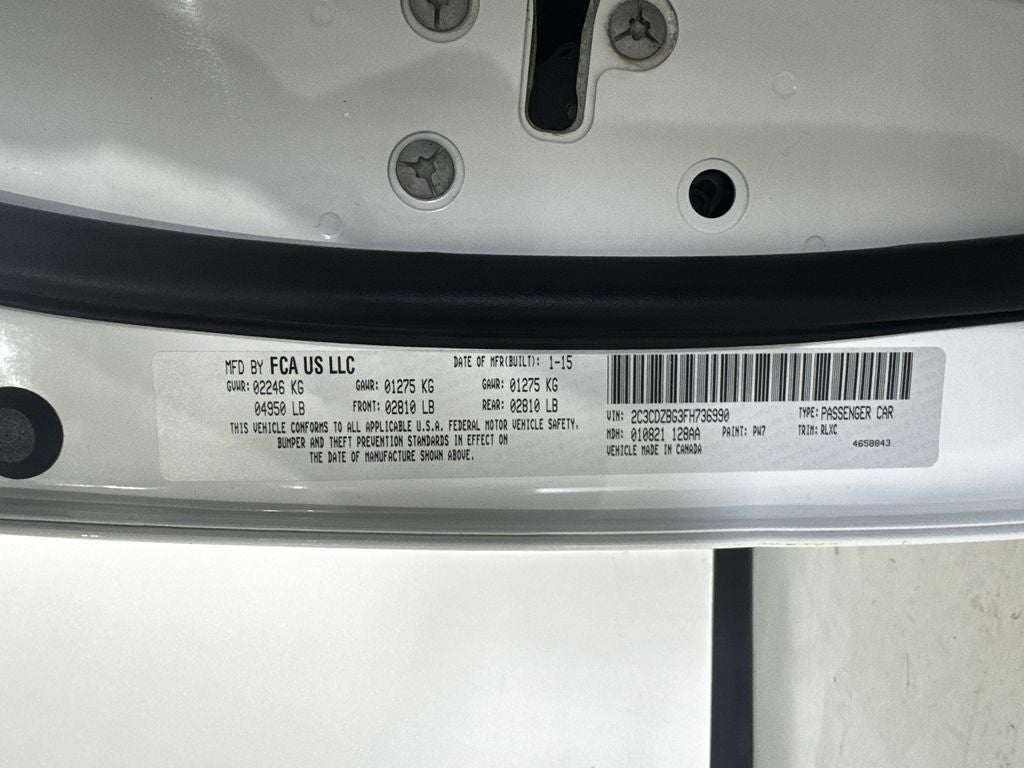 MFD BY FCA US LLC
DATE OF MFR(BUILT): 1-15
GVWR: 02246 KG
GAWR: 01275 KG
GAWR: 01275 KG
04950 LB
FRONT: 02810 LB
REAR: 02810 LB
THIS VEHICLE CONFORMS TO ALL APPLICABLE U.S.A. FEDERAL MOTOR VEHICLE SAFETY,
BUMPER AND THEFT PREVENTION STANDARDS IN EFFECT ON
THE DATE OF MANUFACTURE SHOWN ABOVE.
VIN: 2C3CDZBG3FH736990
TYPE: PASSENGER CAR
MDH: 010821 128AA
PAINT: PW7
TRIM: RLXC
VEHICLE MADE IN CANADA
4658843